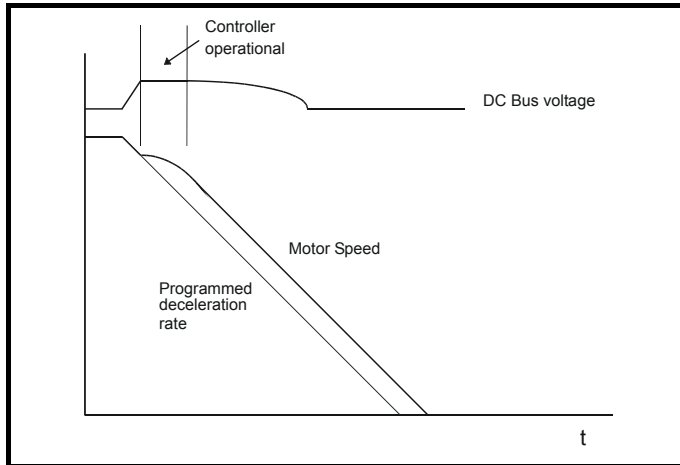 Controller
operational
DC Bus voltage
Motor Speed
Programmed
deceleration
rate
t